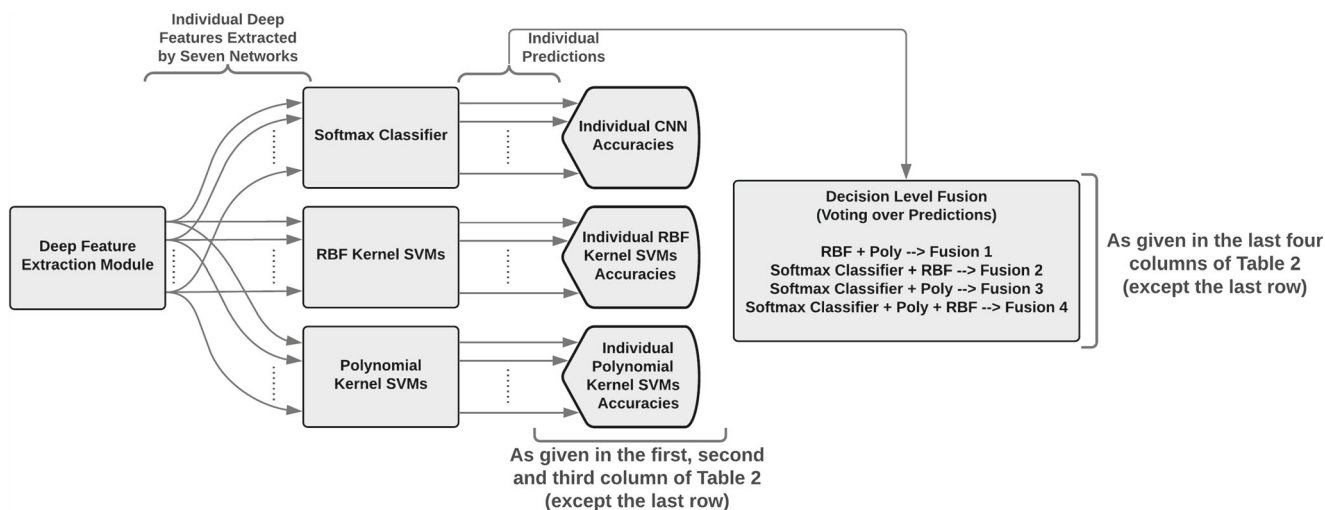 Individual Deep
Features Extracted
by Seven Networks
Individual
Predictions
Deep Feature
Extraction Module
Softmax Classifier
RBF Kernel SVMs
Polynomial
Kernel SVMs
Individual CNN
Accuracies
Individual RBF
Kernel SVMs
Accuracies
Individual
Polynomial
Kernel SVMs
Accuracies
As given in the first, second
and third column of Table 2
(except the last row)
Decision Level Fusion
(Voting over Predictions)
RBF + Poly --> Fusion 1
Softmax Classifier + RBF --> Fusion 2
Softmax Classifier + Poly --> Fusion 3
Softmax Classifier + Poly + RBF --> Fusion 4
As given in the last four
columns of Table 2
(except the last row)